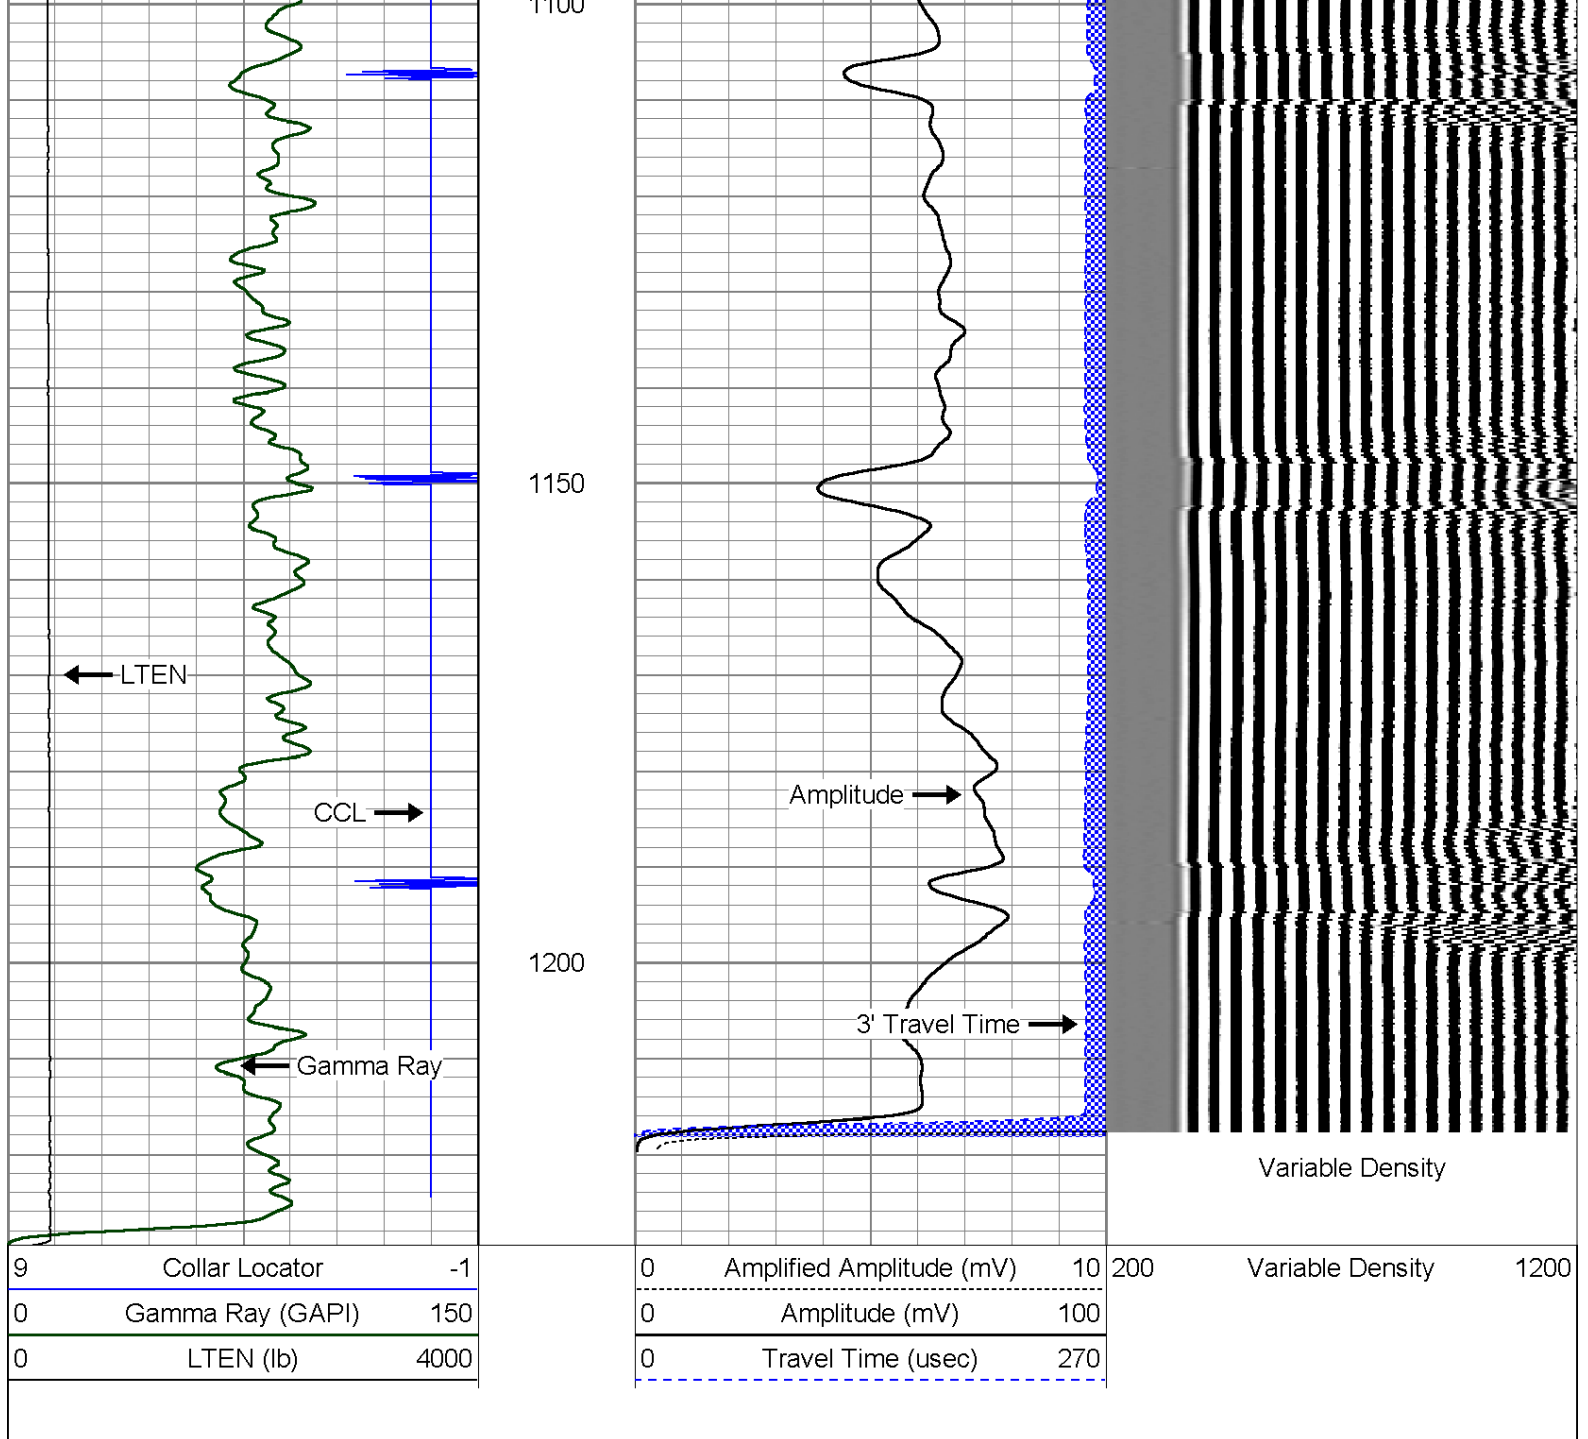 1100
1150
LTEN
Amplitude
CCL
1200
3' Travel Time
Gamma Ray
Variable Density
9 Collar Locator -1
0 Amplified Amplitude (mV) 10
200 Variable Density 1200
0 Gamma Ray (GAPI) 150
0 Amplitude (mV) 100
0 LTEN (lb) 4000
0 Travel Time (usec) 270